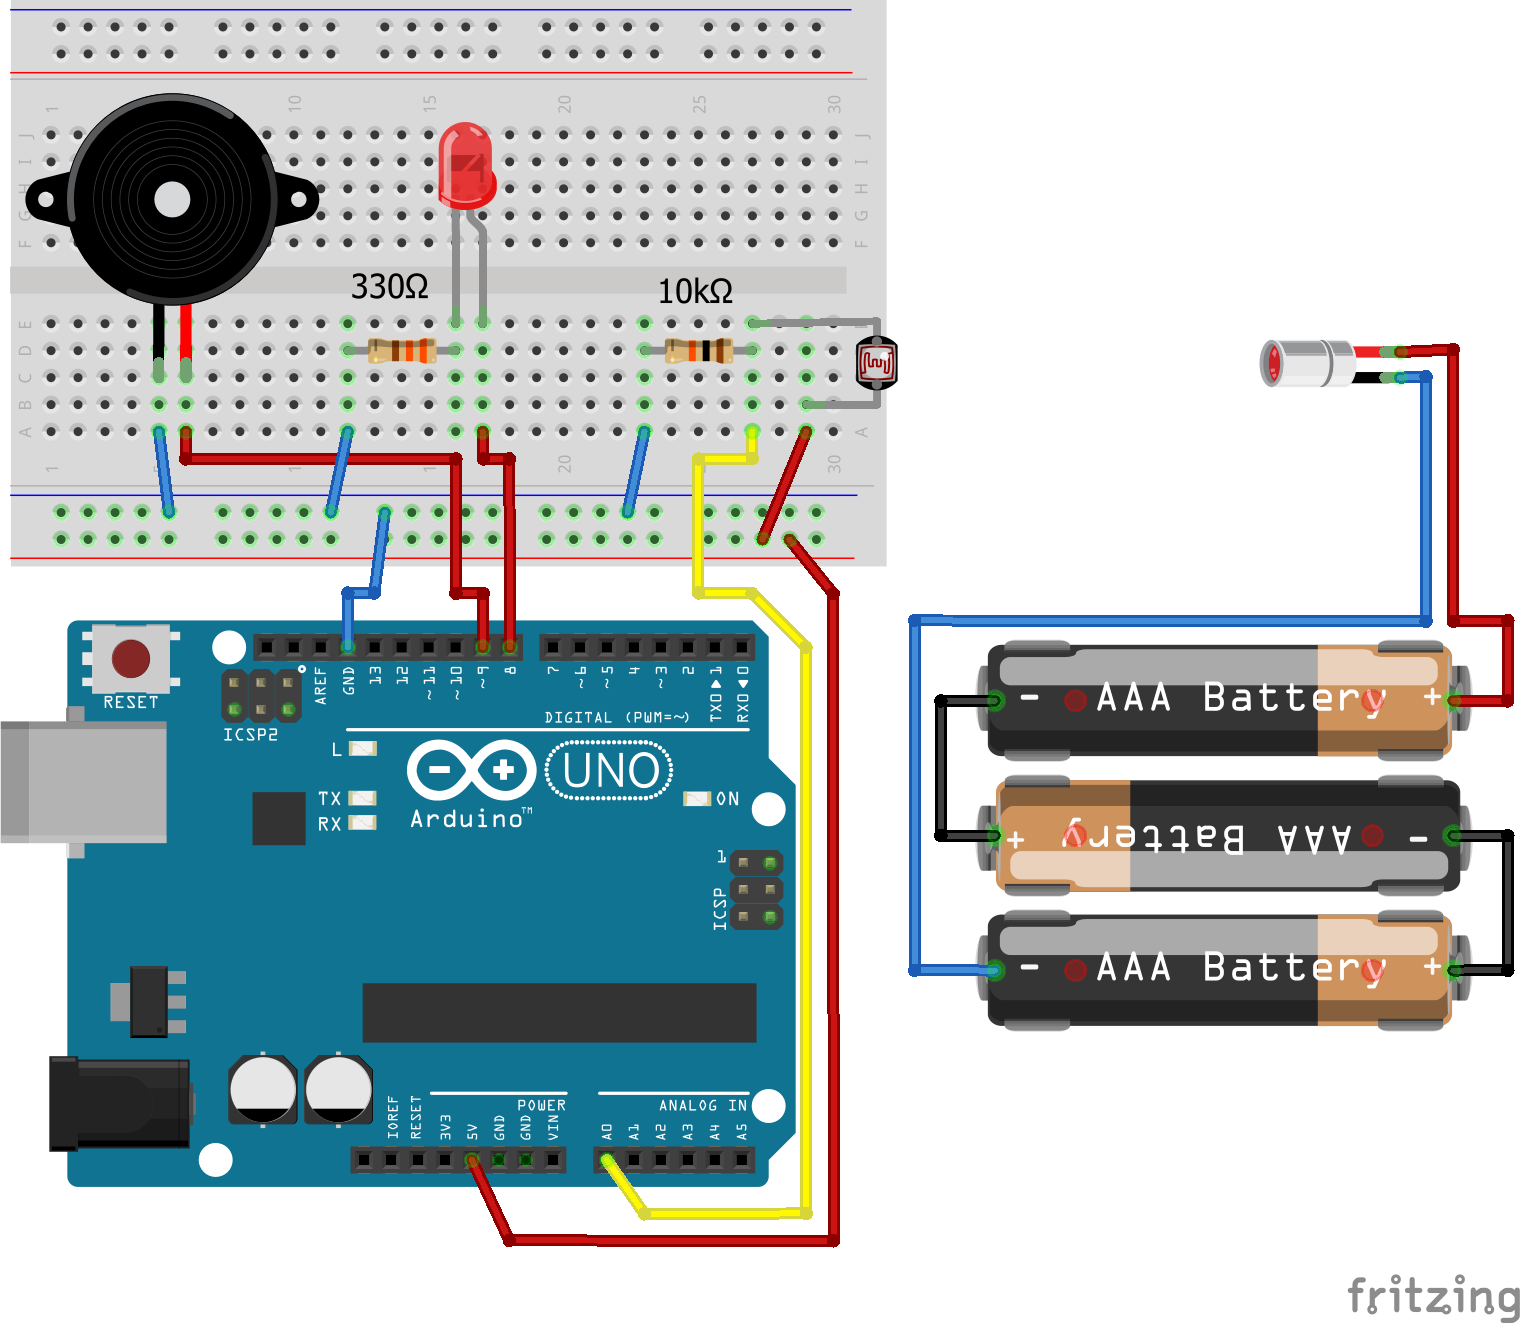 1 10 15 20 25 30
J J
I I
H H
G G
F F
330Ω 10kΩ
E
D
C C
B B
A A
1 20 30
RESET
ICSP2
AREF GND 13 12 ~11 ~10 ~9 8 7 ~6 ~5 4 ~3 2 TX0▶1 RX0◀0
DIGITAL (PWM=~)
L
TX
RX
UNO
Arduino™
ON
1
ICSP
IOREF RESET 3V3 5V GND GND VIN A0 A1 A2 A3 A4 A5
POWER ANALOG IN
- AAA Battery +
- AAA Battery +
- AAA Battery +
fritzing